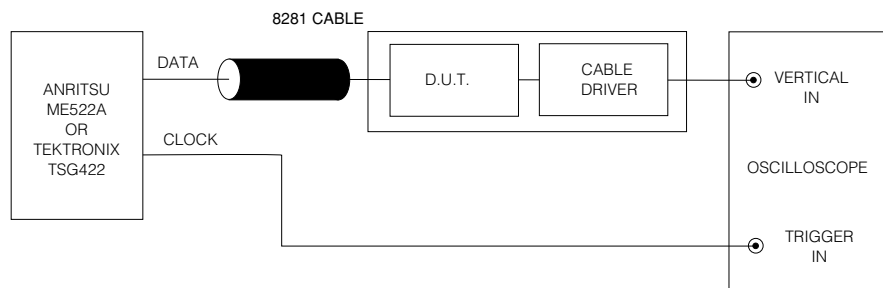 8281 CABLE
DATA
ANRITSU
ME522A
OR
TEKTRONIX
TSG422
CLOCK
D.U.T.
CABLE
DRIVER
VERTICAL
IN
OSCILLOSCOPE
TRIGGER
IN